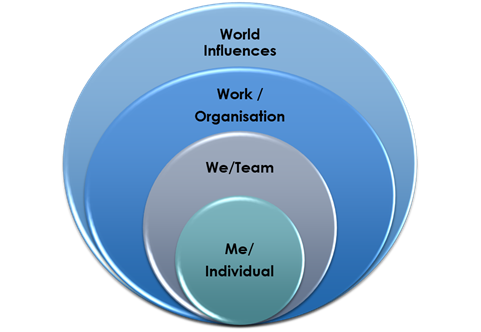 World
Influences
Work /
Organisation
We/Team
Me/
Individual